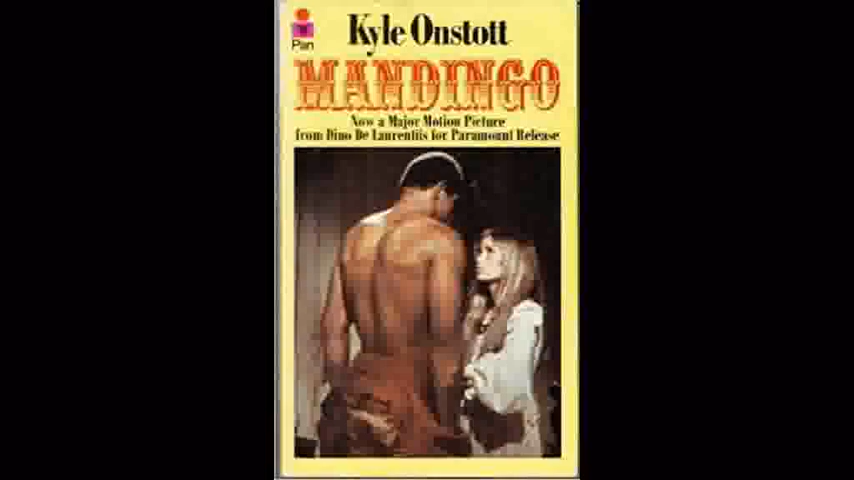 Kyle Onstott
Pan
MANDINGO
Now a Major Motion Picture
from Dino De Laurentiis for Paramount Release